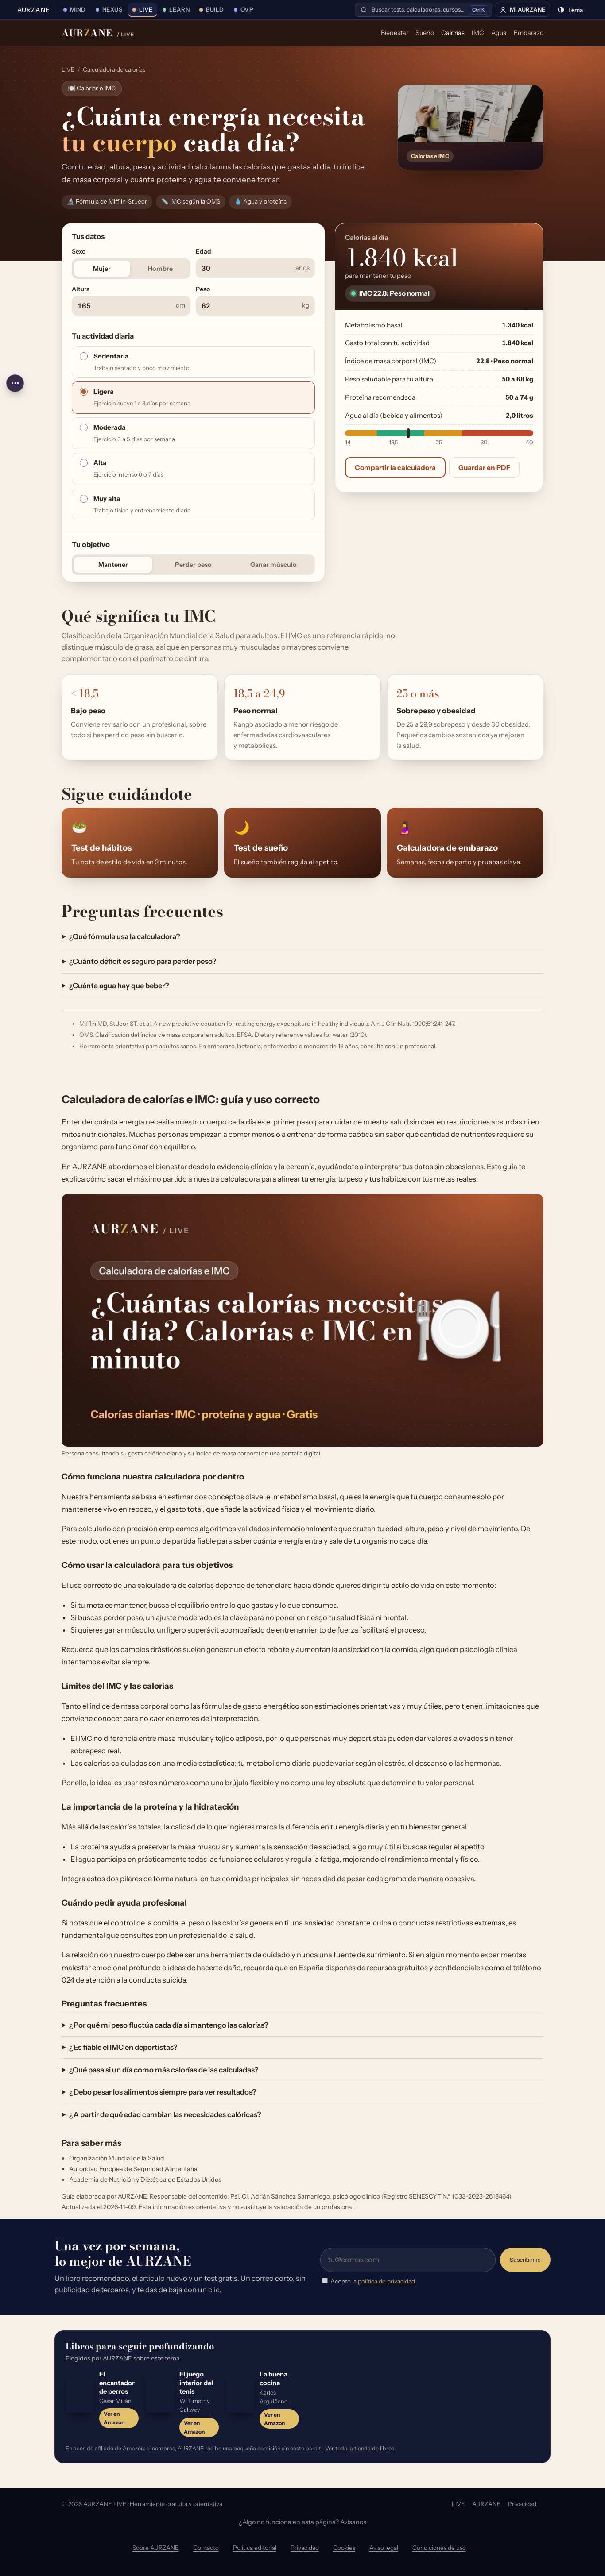 AURZANE
MIND
NEXUS
LIVE
LEARN
BUILD
OVP
Buscar tests, calculadoras, cursos...
Ctrl K
Mi AURZANE
Tema
AURZANE / LIVE
Bienestar
Sueño
Calorías
IMC
Agua
Embarazo
LIVE / Calculadora de calorías
Calorías e IMC
¿Cuánta energía necesita
tu cuerpo cada día?
Con tu edad, altura, peso y actividad calculamos las calorías que gastas al día, tu índice
de masa corporal y cuánta proteína y agua te conviene tomar.
Fórmula de Mifflin-St Jeor
IMC según la OMS
Agua y proteína
Calorías e IMC
Tus datos
Sexo
Edad
Mujer
Hombre
30
años
Altura
Peso
165
cm
62
kg
Tu actividad diaria
Sedentaria
Trabajo sentado y poco movimiento
Ligera
Ejercicio suave 1 a 3 días por semana
Moderada
Ejercicio 3 a 5 días por semana
Alta
Ejercicio intenso 6 o 7 días
Muy alta
Trabajo físico y entrenamiento diario
Tu objetivo
Mantener
Perder peso
Ganar músculo
Calorías al día
1.840 kcal
para mantener tu peso
IMC 22,8: Peso normal
Metabolismo basal 1.340 kcal
Gasto total con tu actividad 1.840 kcal
Índice de masa corporal (IMC) 22,8 · Peso normal
Peso saludable para tu altura 50 a 68 kg
Proteína recomendada 50 a 74 g
Agua al día (bebida y alimentos) 2,0 litros
14 18,5 25 30 40
Compartir la calculadora
Guardar en PDF
Qué significa tu IMC
Clasificación de la Organización Mundial de la Salud para adultos. El IMC es una referencia rápida: no
distingue músculo de grasa, así que en personas muy musculadas o mayores conviene
complementarlo con el perímetro de cintura.
< 18,5
Bajo peso
Conviene revisarlo con un profesional, sobre
todo si has perdido peso sin buscarlo.
18,5 a 24,9
Peso normal
Rango asociado a menor riesgo de
enfermedades cardiovasculares
y metabólicas.
25 o más
Sobrepeso y obesidad
De 25 a 29,9 sobrepeso y desde 30 obesidad.
Pequeños cambios sostenidos ya mejoran
la salud.
Sigue cuidándote
Test de hábitos
Tu nota de estilo de vida en 2 minutos.
Test de sueño
El sueño también regula el apetito.
Calculadora de embarazo
Semanas, fecha de parto y pruebas clave.
Preguntas frecuentes
¿Qué fórmula usa la calculadora?
¿Cuánto déficit es seguro para perder peso?
¿Cuánta agua hay que beber?
Mifflin MD, St Jeor ST, et al. A new predictive equation for resting energy expenditure in healthy individuals. Am J Clin Nutr. 1990;51:241-247.
OMS. Clasificación del índice de masa corporal en adultos. EFSA. Dietary reference values for water (2010).
Herramienta orientativa para adultos sanos. En embarazo, lactancia, enfermedad o menores de 18 años, consulta con un profesional.
Calculadora de calorías e IMC: guía y uso correcto
Entender cuánta energía necesita nuestro cuerpo cada día es el primer paso para cuidar de nuestra salud sin caer en restricciones absurdas ni en
mitos nutricionales. Muchas personas empiezan a comer menos o a entrenar de forma caótica sin saber qué cantidad de nutrientes requiere su
organismo para funcionar con equilibrio.
En AURZANE abordamos el bienestar desde la evidencia científica y la cercanía, ayudándote a interpretar tus datos sin obsesiones. Esta guía te
explica cómo sacar el máximo partido a nuestra calculadora para alinear tu energía, tu peso y tus hábitos con tus metas reales.
AURZANE / LIVE
Calculadora de calorías e IMC
¿Cuántas calorías necesitas
al día? Calorías e IMC en
minuto
Calorías diarias · IMC · proteína y agua · Gratis
Persona consultando su gasto calórico diario y su índice de masa corporal en una pantalla digital.
Cómo funciona nuestra calculadora por dentro
Nuestra herramienta se basa en estimar dos conceptos clave: el metabolismo basal, que es la energía que tu cuerpo consume solo por
mantenerse vivo en reposo, y el gasto total, que añade la actividad física y el movimiento diario.
Para calcularlo con precisión empleamos algoritmos validados internacionalmente que cruzan tu edad, altura, peso y nivel de movimiento. De
este modo, obtienes un punto de partida fiable para saber cuánta energía entra y sale de tu organismo cada día.
Cómo usar la calculadora para tus objetivos
El uso correcto de una calculadora de calorías depende de tener claro hacia dónde quieres dirigir tu estilo de vida en este momento:
Si tu meta es mantener, busca el equilibrio entre lo que gastas y lo que consumes.
Si buscas perder peso, un ajuste moderado es la clave para no poner en riesgo tu salud física ni mental.
Si quieres ganar músculo, un ligero superávit acompañado de entrenamiento de fuerza facilitará el proceso.
Recuerda que los cambios drásticos suelen generar un efecto rebote y aumentan la ansiedad con la comida, algo que en psicología clínica
intentamos evitar siempre.
Límites del IMC y las calorías
Tanto el índice de masa corporal como las fórmulas de gasto energético son estimaciones orientativas y muy útiles, pero tienen limitaciones que
conviene conocer para no caer en errores de interpretación.
El IMC no diferencia entre masa muscular y tejido adiposo, por lo que personas muy deportistas pueden dar valores elevados sin tener
sobrepeso real.
Las calorías calculadas son una media estadística; tu metabolismo diario puede variar según el estrés, el descanso o las hormonas.
Por ello, lo ideal es usar estos números como una brújula flexible y no como una ley absoluta que determine tu valor personal.
La importancia de la proteína y la hidratación
Más allá de las calorías totales, la calidad de lo que ingieres marca la diferencia en tu energía diaria y en tu bienestar general.
La proteína ayuda a preservar la masa muscular y aumenta la sensación de saciedad, algo muy útil si buscas regular el apetito.
El agua participa en prácticamente todas las funciones celulares y regula la fatiga, mejorando el rendimiento mental y físico.
Integra estos dos pilares de forma natural en tus comidas principales sin necesidad de pesar cada gramo de manera obsesiva.
Cuándo pedir ayuda profesional
Si notas que el control de la comida, el peso o las calorías genera en ti una ansiedad constante, culpa o conductas restrictivas extremas, es
fundamental que consultes con un profesional de la salud.
La relación con nuestro cuerpo debe ser una herramienta de cuidado y nunca una fuente de sufrimiento. Si en algún momento experimentas
malestar emocional profundo o ideas de hacerte daño, recuerda que en España dispones de recursos gratuitos y confidenciales como el teléfono
024 de atención a la conducta suicida.
Preguntas frecuentes
¿Por qué mi peso fluctúa cada día si mantengo las calorías?
¿Es fiable el IMC en deportistas?
¿Qué pasa si un día como más calorías de las calculadas?
¿Debo pesar los alimentos siempre para ver resultados?
¿A partir de qué edad cambian las necesidades calóricas?
Para saber más
Organización Mundial de la Salud
Autoridad Europea de Seguridad Alimentaria
Academia de Nutrición y Dietética de Estados Unidos
Guía elaborada por AURZANE. Responsable del contenido: Psi. Cl. Adrián Sánchez Samaniego, psicólogo clínico (Registro SENESCYT N.º 1033-2023-2618464).
Actualizada el 2026-11-09. Esta información es orientativa y no sustituye la valoración de un profesional.
Una vez por semana,
lo mejor de AURZANE
Un libro recomendado, el artículo nuevo y un test gratis. Un correo corto, sin
publicidad de terceros, y te das de baja con un clic.
tu@correo.com
Suscribirme
Acepto la política de privacidad
Libros para seguir profundizando
Elegidos por AURZANE sobre este tema.
El
encantador
de perros
César Millán
Ver en
Amazon
El juego
interior del
tenis
W. Timothy
Gallwey
Ver en
Amazon
La buena
cocina
Karlos
Arguiñano
Ver en
Amazon
Enlaces de afiliado de Amazon: si compras, AURZANE recibe una pequeña comisión sin coste para ti. Ver toda la tienda de libros
© 2026 AURZANE LIVE · Herramienta gratuita y orientativa
LIVE
AURZANE
Privacidad
¿Algo no funciona en esta página? Avísanos
Sobre AURZANE
Contacto
Política editorial
Privacidad
Cookies
Aviso legal
Condiciones de uso